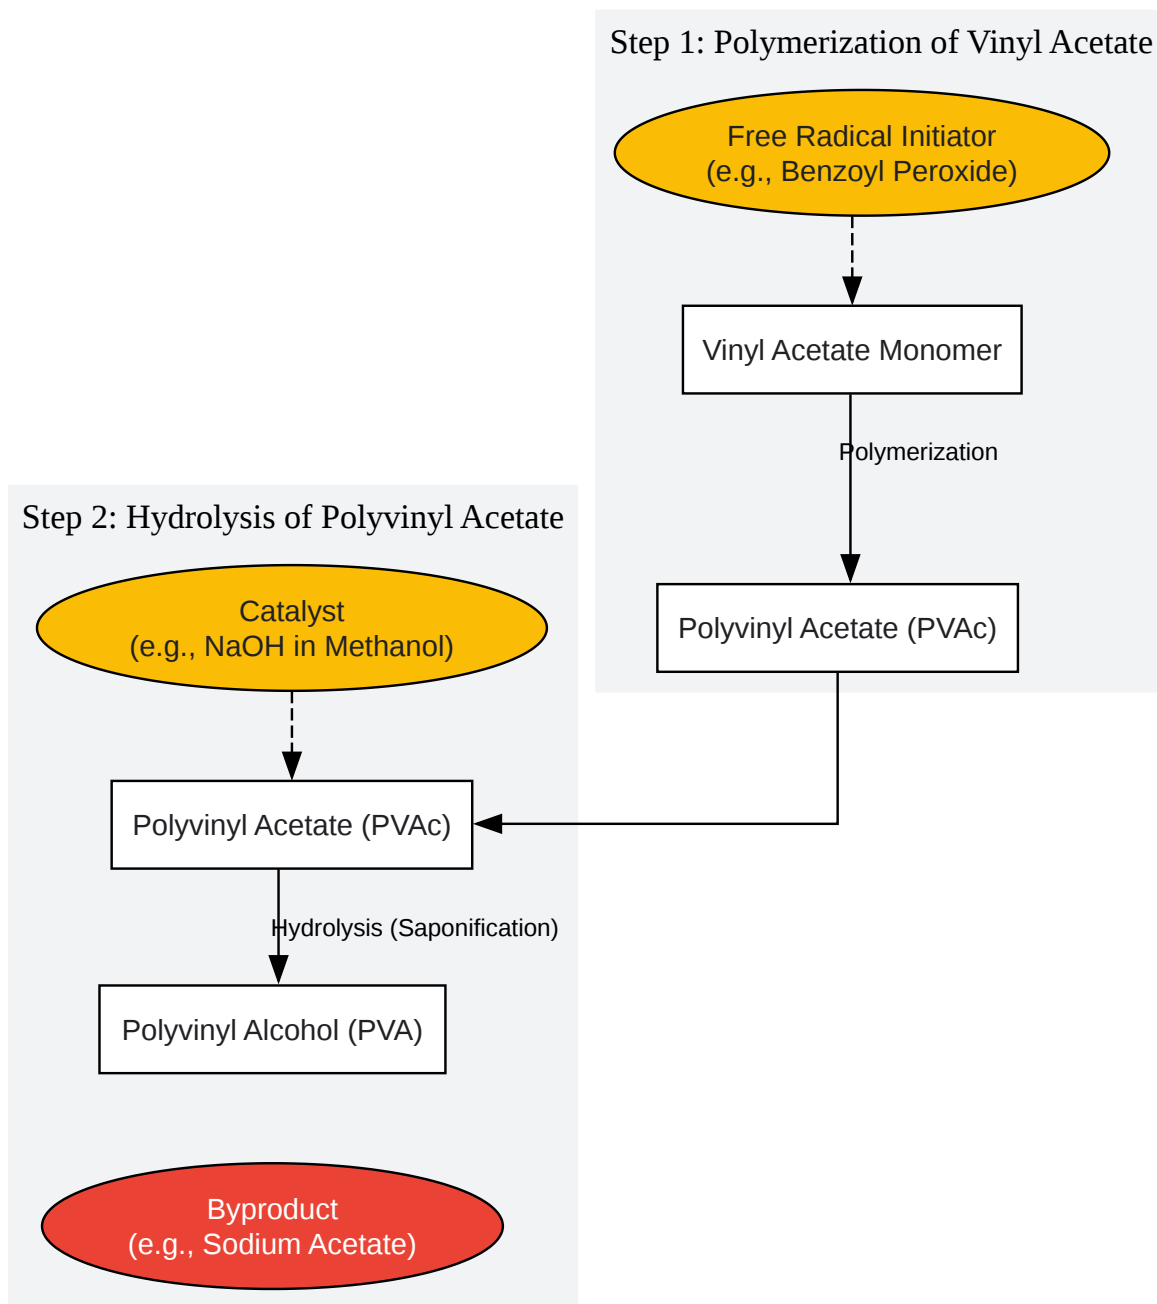 Step 1: Polymerization of Vinyl Acetate
Free Radical Initiator
(e.g., Benzoyl Peroxide)
Vinyl Acetate Monomer
Polymerization
Polyvinyl Acetate (PVAc)
Step 2: Hydrolysis of Polyvinyl Acetate
Catalyst
(e.g., NaOH in Methanol)
Polyvinyl Acetate (PVAc)
Hydrolysis (Saponification)
Polyvinyl Alcohol (PVA)
Byproduct
(e.g., Sodium Acetate)